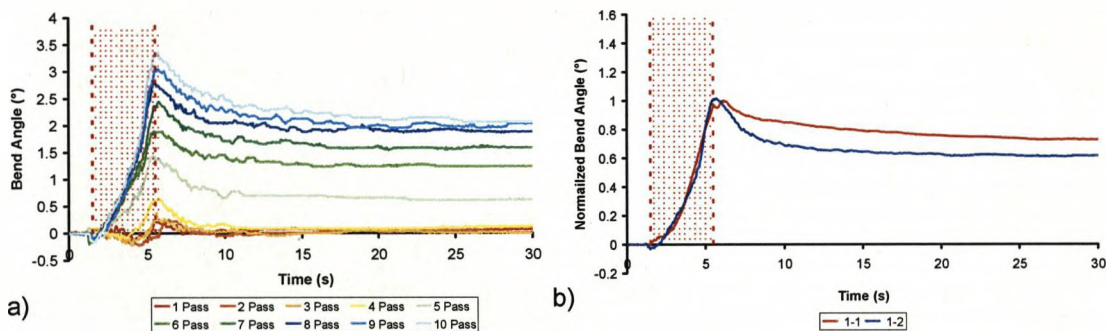 4
3.5
3
2.5
2
1.5
1
0.5
0
-0.5
Bend Angle (°)
0 5 10 15 20 25 30
Time (s)
a)
1 Pass 2 Pass 3 Pass 4 Pass 5 Pass
6 Pass 7 Pass 8 Pass 9 Pass 10 Pass
1.6
1.4
1.2
1
0.8
0.6
0.4
0.2
0
-0.2
Normailzed Bend Angle (°)
0 5 10 15 20 25 30
Time (s)
b)
1-1 1-2